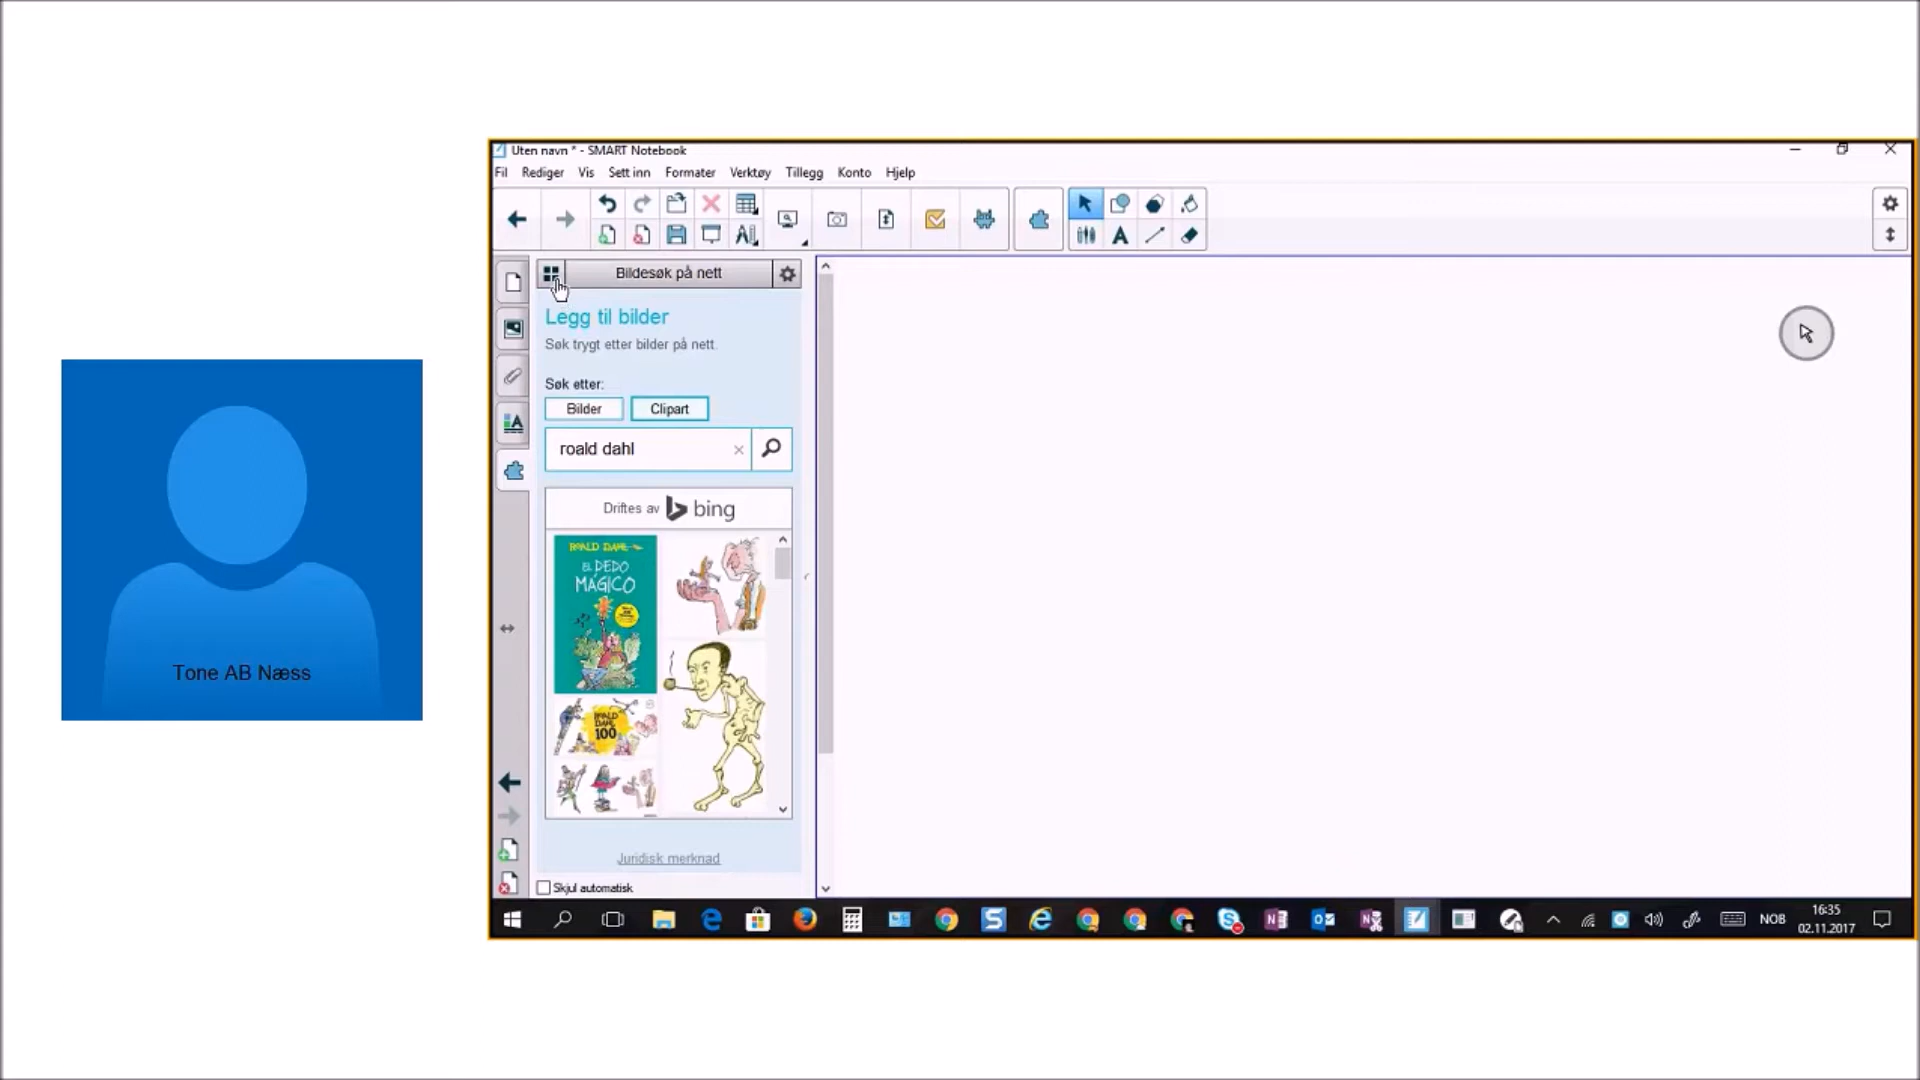 Uten navn * - SMART Notebook
Fil Rediger Vis Sett inn Formater Verktøy Tillegg Konto Hjelp
Bildesøk på nett
Legg til bilder
Søk trygt etter bilder på nett.
Søk etter:
Bilder Clipart
roald dahl
Driftes av bing
ROALD DAHL
EL DEDO
MÁGICO
ROALD
DAHL
100
Juridisk merknad
Skjul automatisk
Tone AB Næss
NOB
16:35
02.11.2017